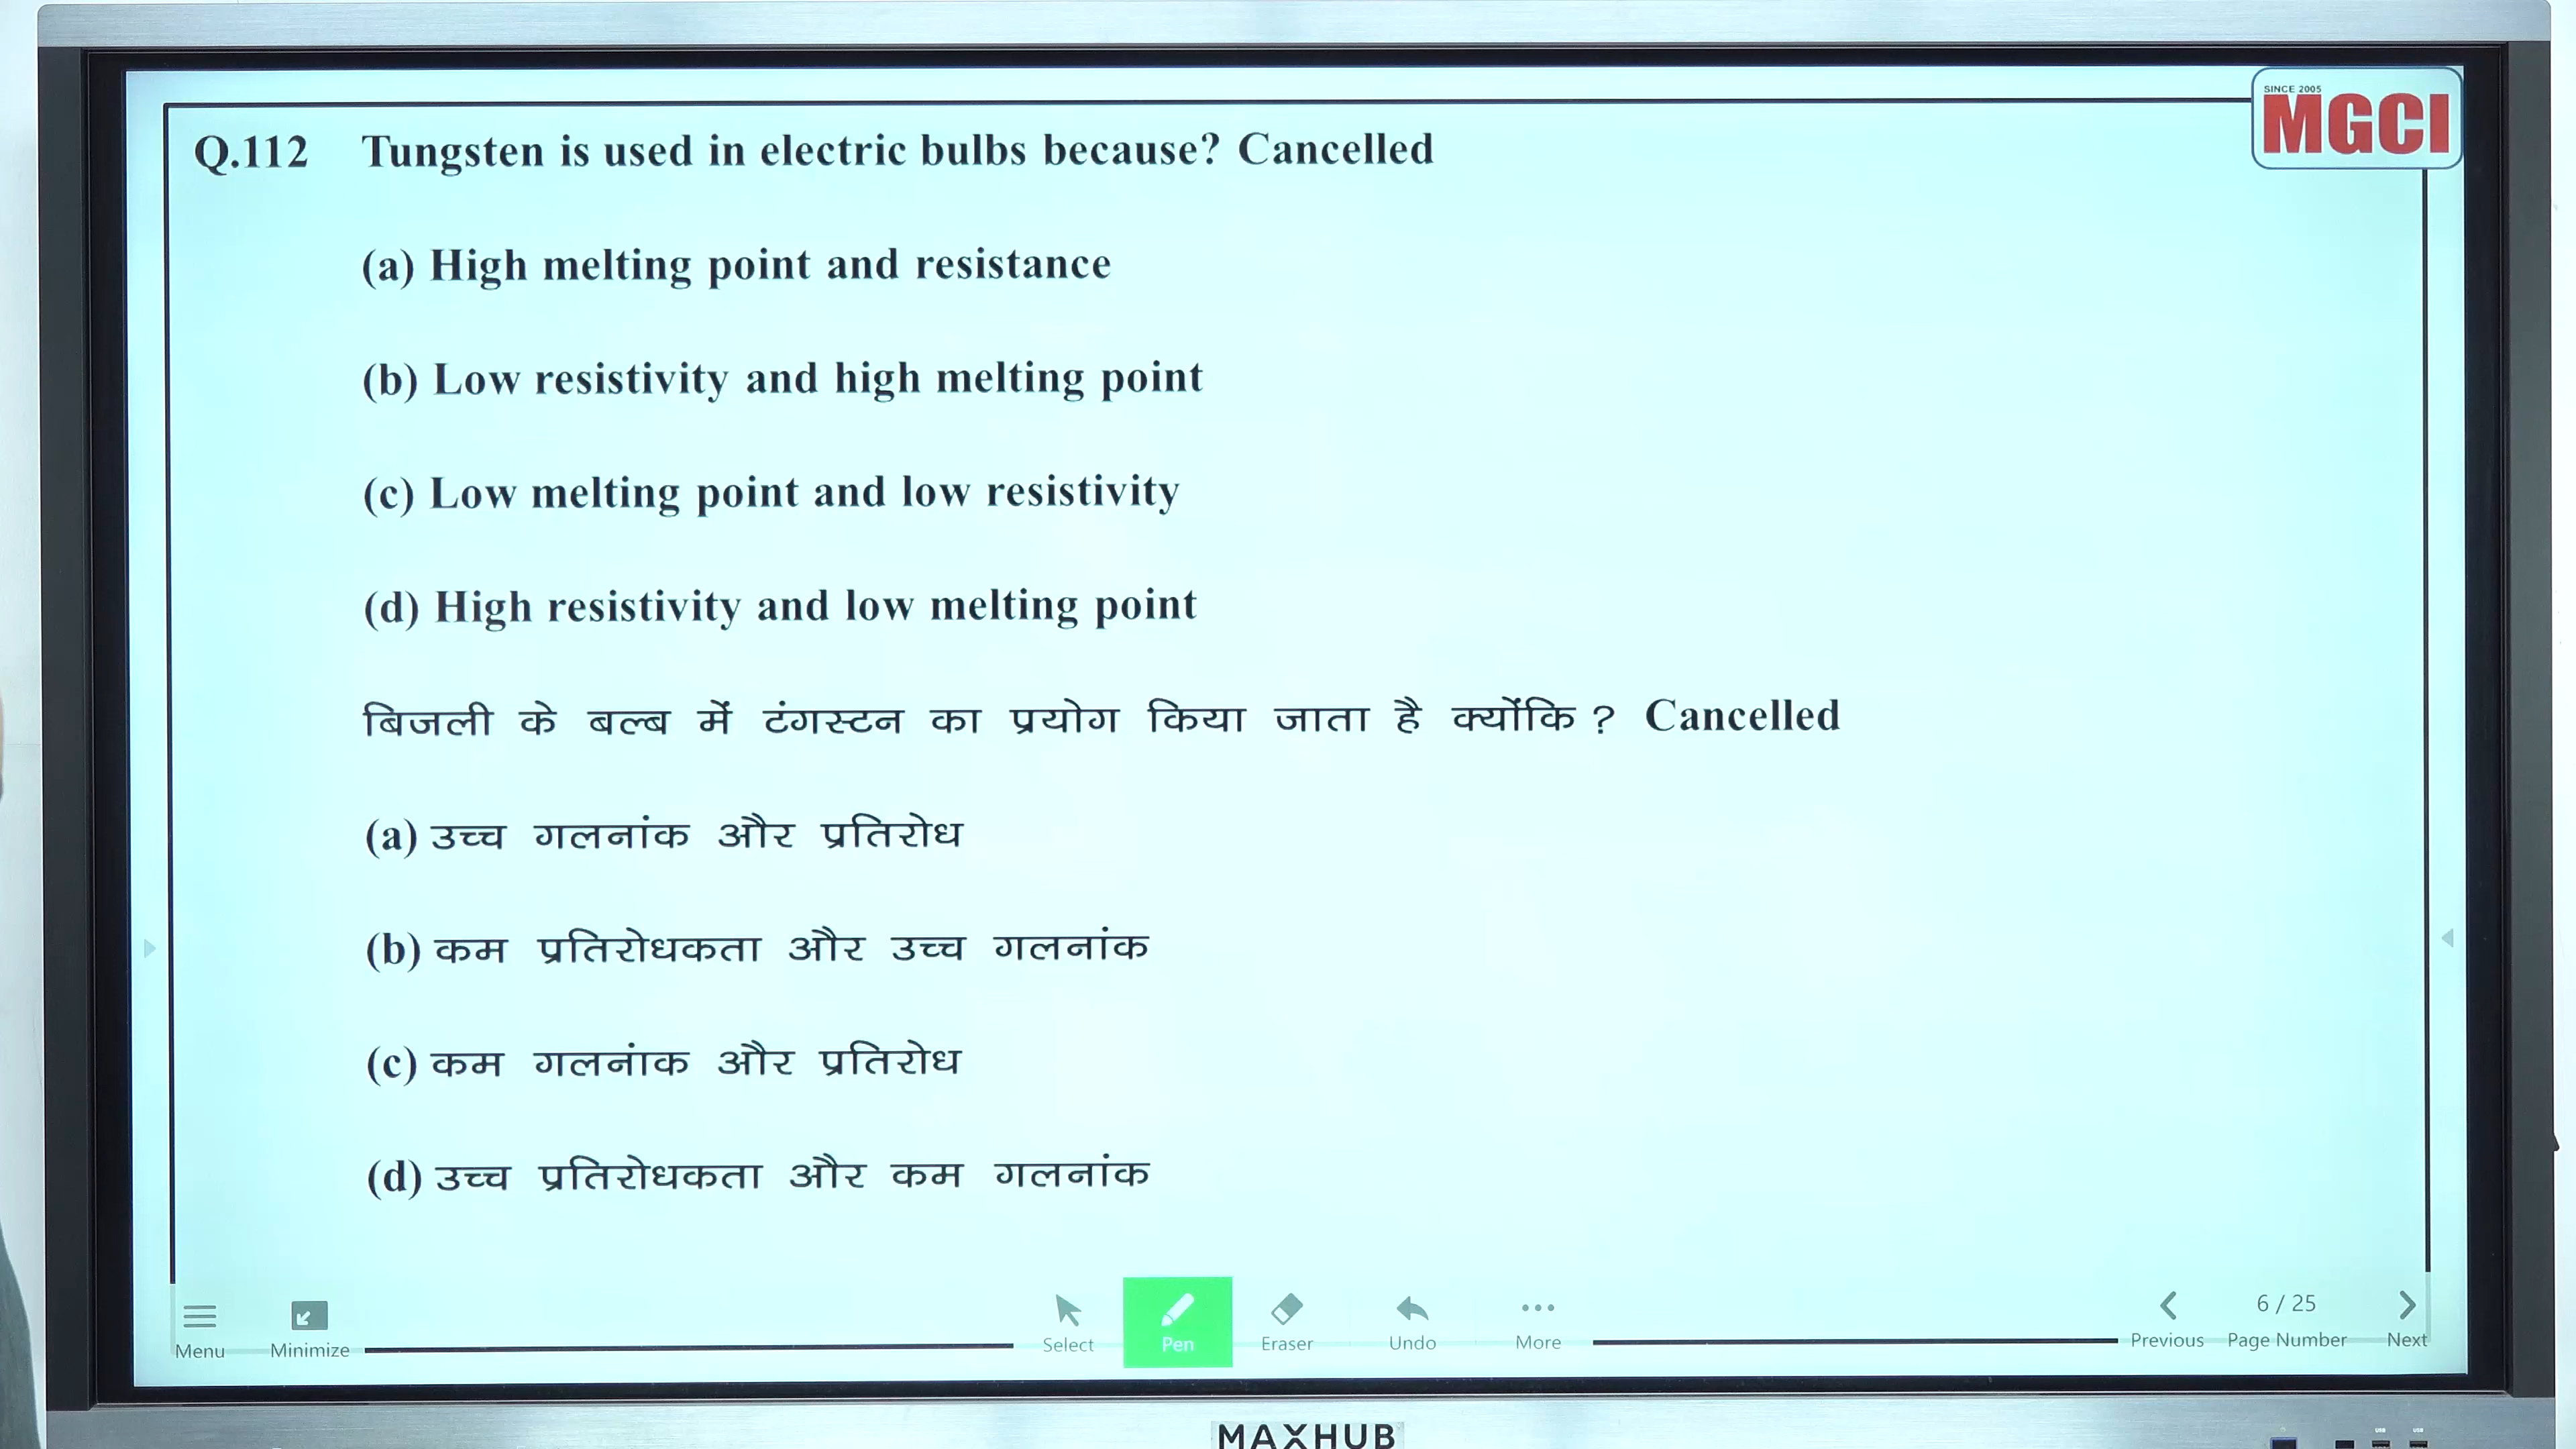 SINCE 2005
MGCI
Q.112 Tungsten is used in electric bulbs because? Cancelled
(a) High melting point and resistance
(b) Low resistivity and high melting point
(c) Low melting point and low resistivity
(d) High resistivity and low melting point
बिजली के बल्ब में टंगस्टन का प्रयोग किया जाता है क्योंकि ? Cancelled
(a) उच्च गलनांक और प्रतिरोध
(b) कम प्रतिरोधकता और उच्च गलनांक
(c) कम गलनांक और प्रतिरोध
(d) उच्च प्रतिरोधकता और कम गलनांक
Menu Minimize Select Pen Eraser Undo More Previous 6 / 25 Page Number Next
MAXHUB